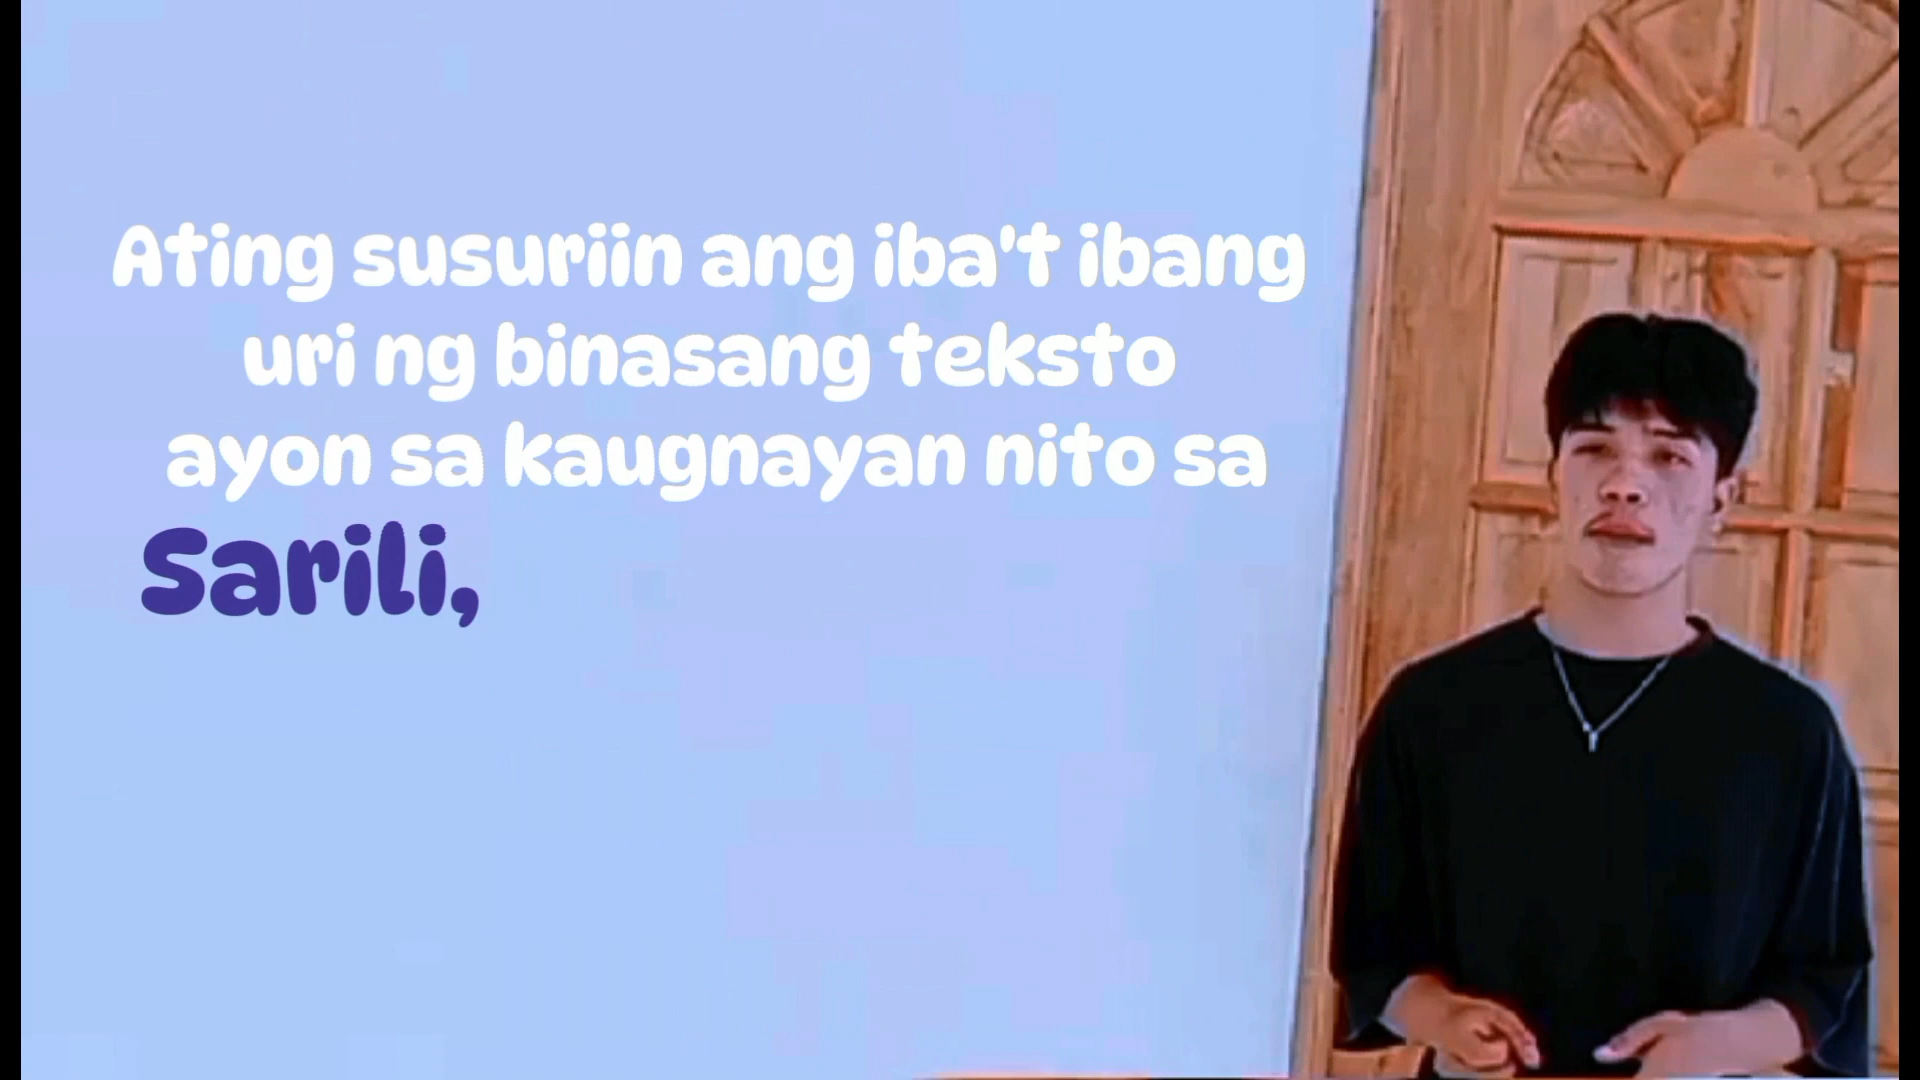 Ating susuriin ang iba't ibang
uri ng binasang teksto
ayon sa kaugnayan nito sa
Sarili,